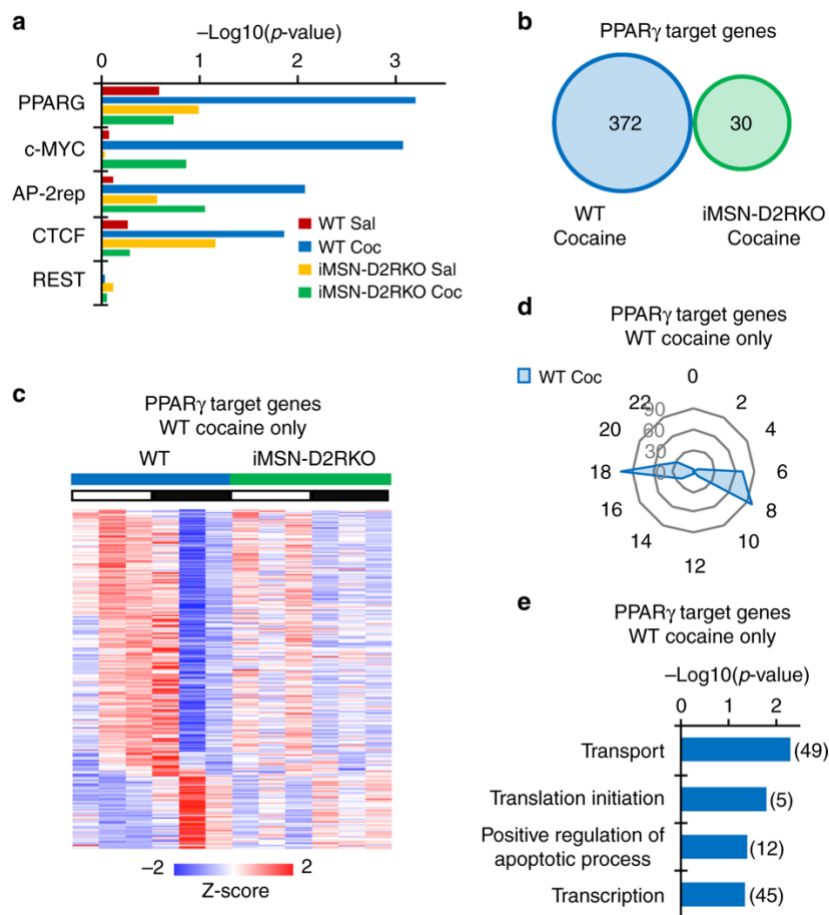 a
–Log10(p-value)
0 1 2 3
PPARG
c-MYC
AP-2rep
CTCF
REST
WT Sal
WT Coc
iMSN-D2RKO Sal
iMSN-D2RKO Coc
b
PPARγ target genes
372
30
WT
Cocaine
iMSN-D2RKO
Cocaine
c
PPARγ target genes
WT cocaine only
WT iMSN-D2RKO
–2 2
Z-score
d
PPARγ target genes
WT cocaine only
WT Coc
0
2
4
6
8
10
12
14
16
18
20
22
90
60
30
0
e
PPARγ target genes
WT cocaine only
–Log10(p-value)
0 1 2
Transport (49)
Translation initiation (5)
Positive regulation of
apoptotic process (12)
Transcription (45)